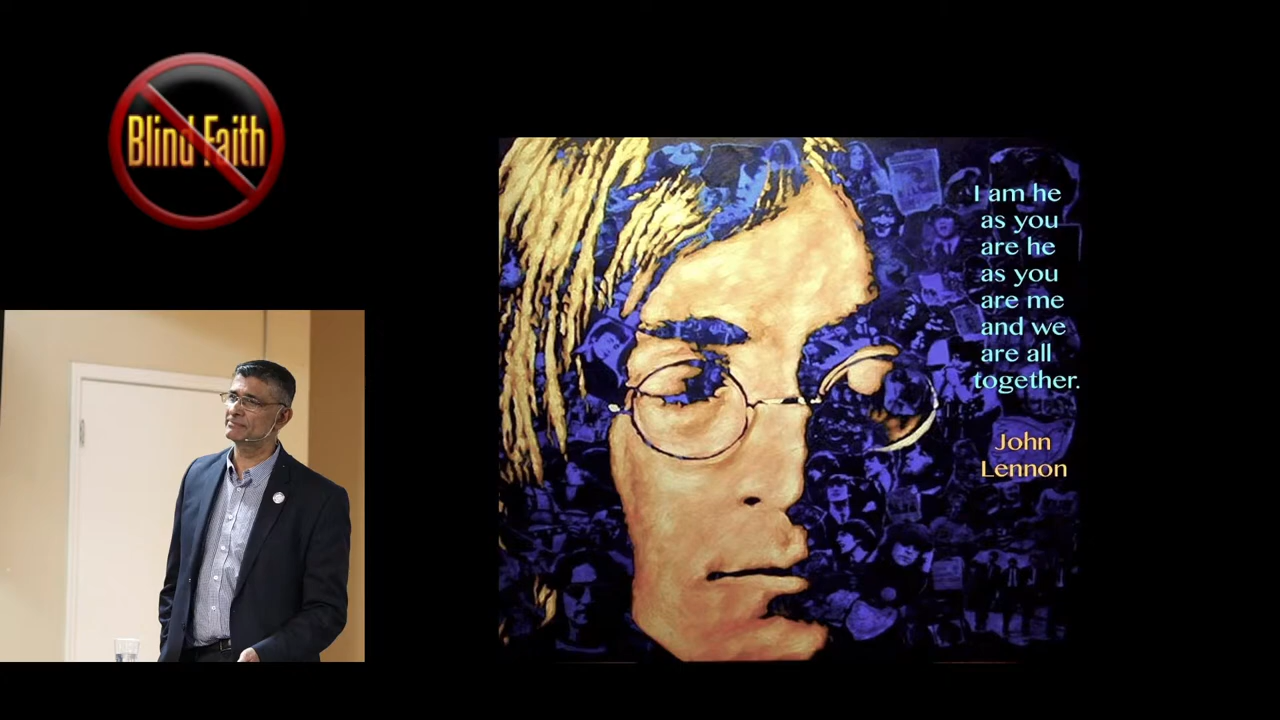 Blind Faith
I am he
as you
are he
as you
are me
and we
are all
together.
John
Lennon